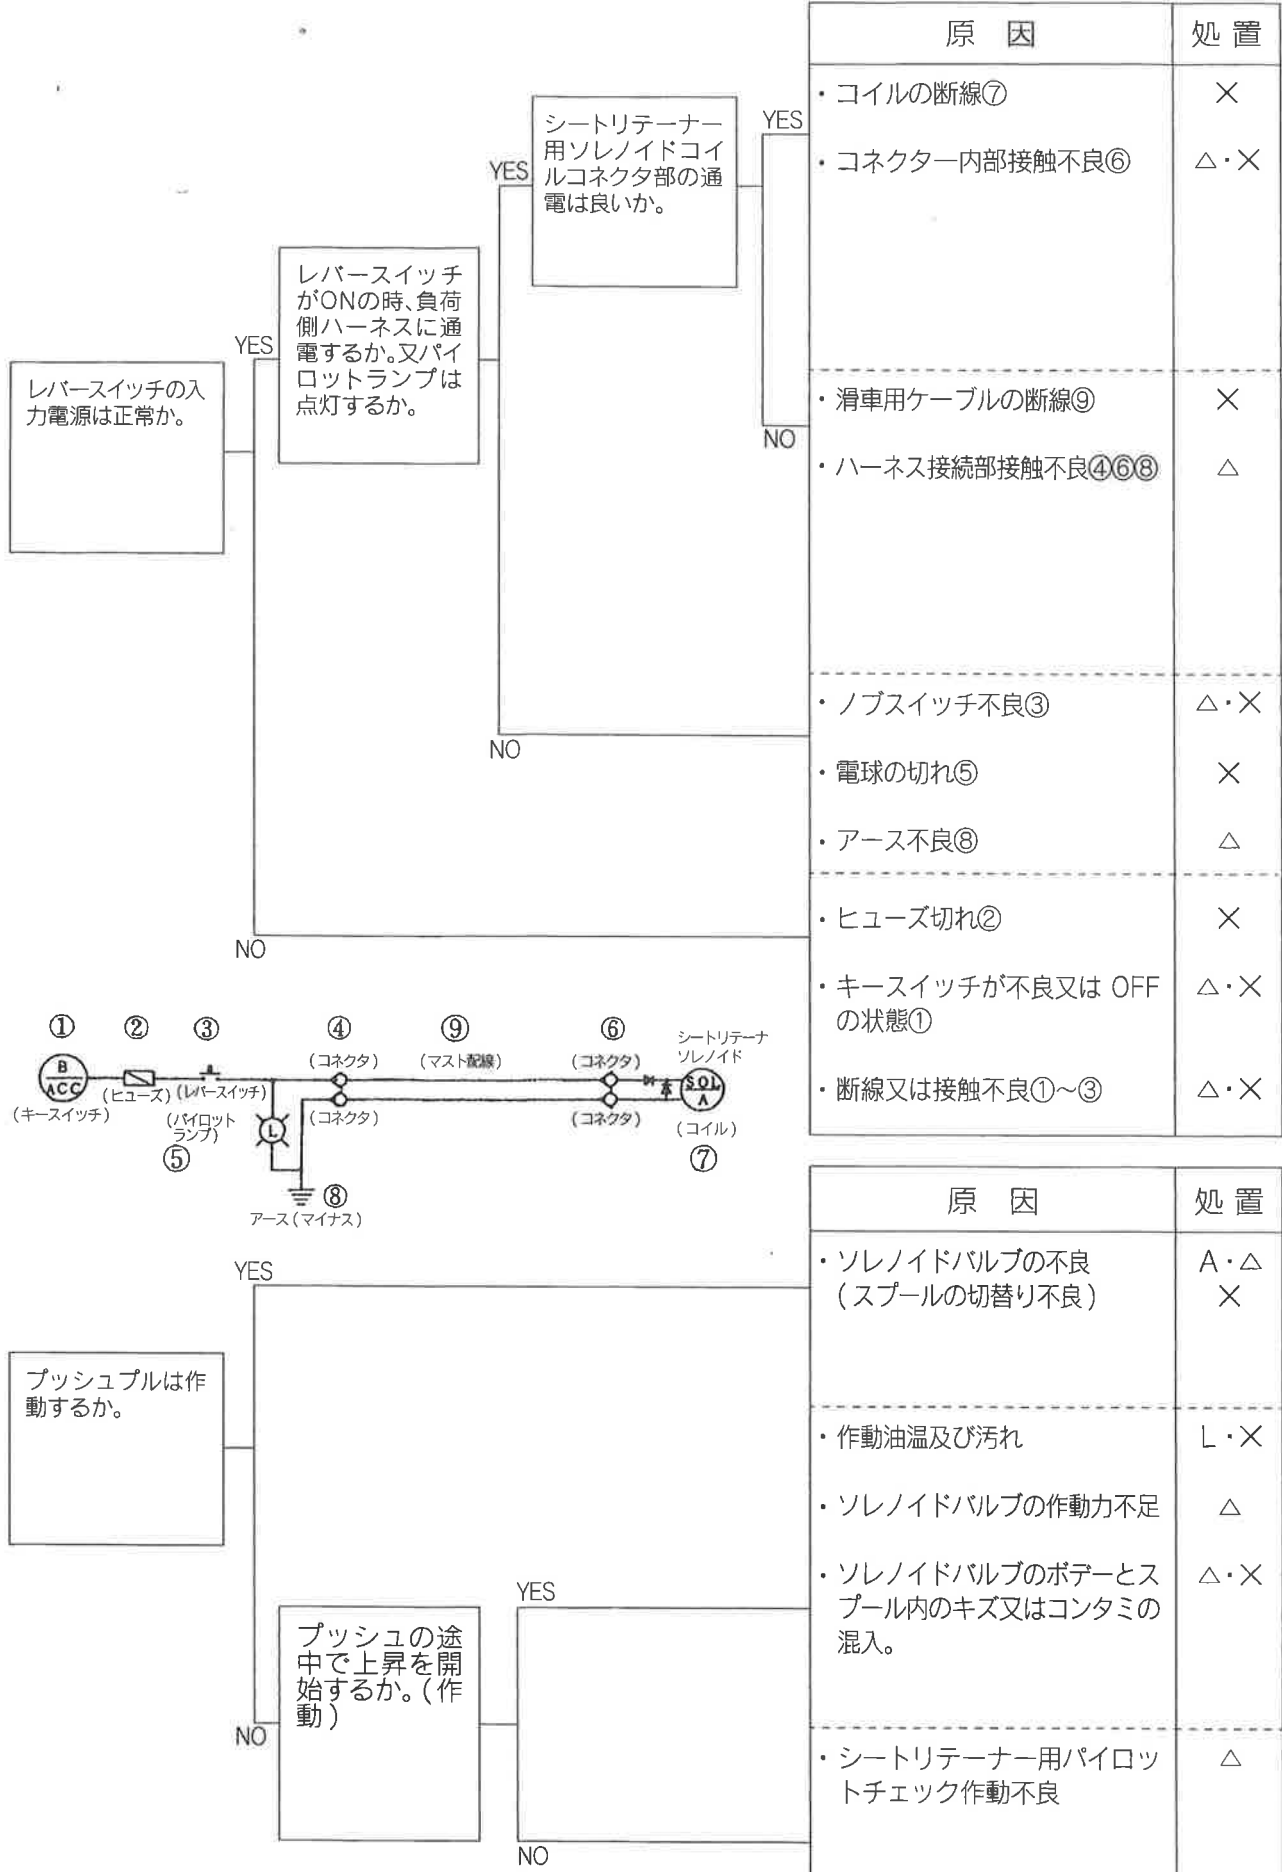 原 因 処 置
レバースイッチの入
力電源は正常か。
YES
NO
レバースイッチ
がONの時、負荷
側ハーネスに通
電するか。又パイ
ロットランプは
点灯するか。
YES
NO
シートリテーナー
用ソレノイドコイ
ルコネクタ部の通
電は良いか。
YES
NO
・コイルの断線⑦ ×
・コネクター内部接触不良⑥ △・×
・滑車用ケーブルの断線⑨ ×
・ハーネス接続部接触不良④⑥⑧ △
・ノブスイッチ不良③ △・×
・電球の切れ⑤ ×
・アース不良⑧ △
・ヒューズ切れ② ×
・キースイッチが不良又は OFF △・×
の状態①
・断線又は接触不良①～③ △・×
① ② ③ ④ ⑨ ⑥
シートリテーナ
ソレノイド
(コネクタ) (マスト配線) (コネクタ)
B
ACC
SOL
A
(キースイッチ) (ヒューズ) (レバースイッチ)
(パイロット
ランプ)
⑤
L
(コネクタ) (コネクタ) (コイル)
⑦
⑧
アース(マイナス)
原 因 処 置
プッシュプルは作
動するか。
YES
NO
プッシュの途
中で上昇を開
始するか。(作
動)
YES
NO
・ソレノイドバルブの不良 A・△
(スプールの切替り不良) ×
・作動油温及び汚れ L・×
・ソレノイドバルブの作動力不足 △
・ソレノイドバルブのボデーとス △・×
プール内のキズ又はコンタミの
混入。
・シートリテーナー用パイロッ △
トチェック作動不良